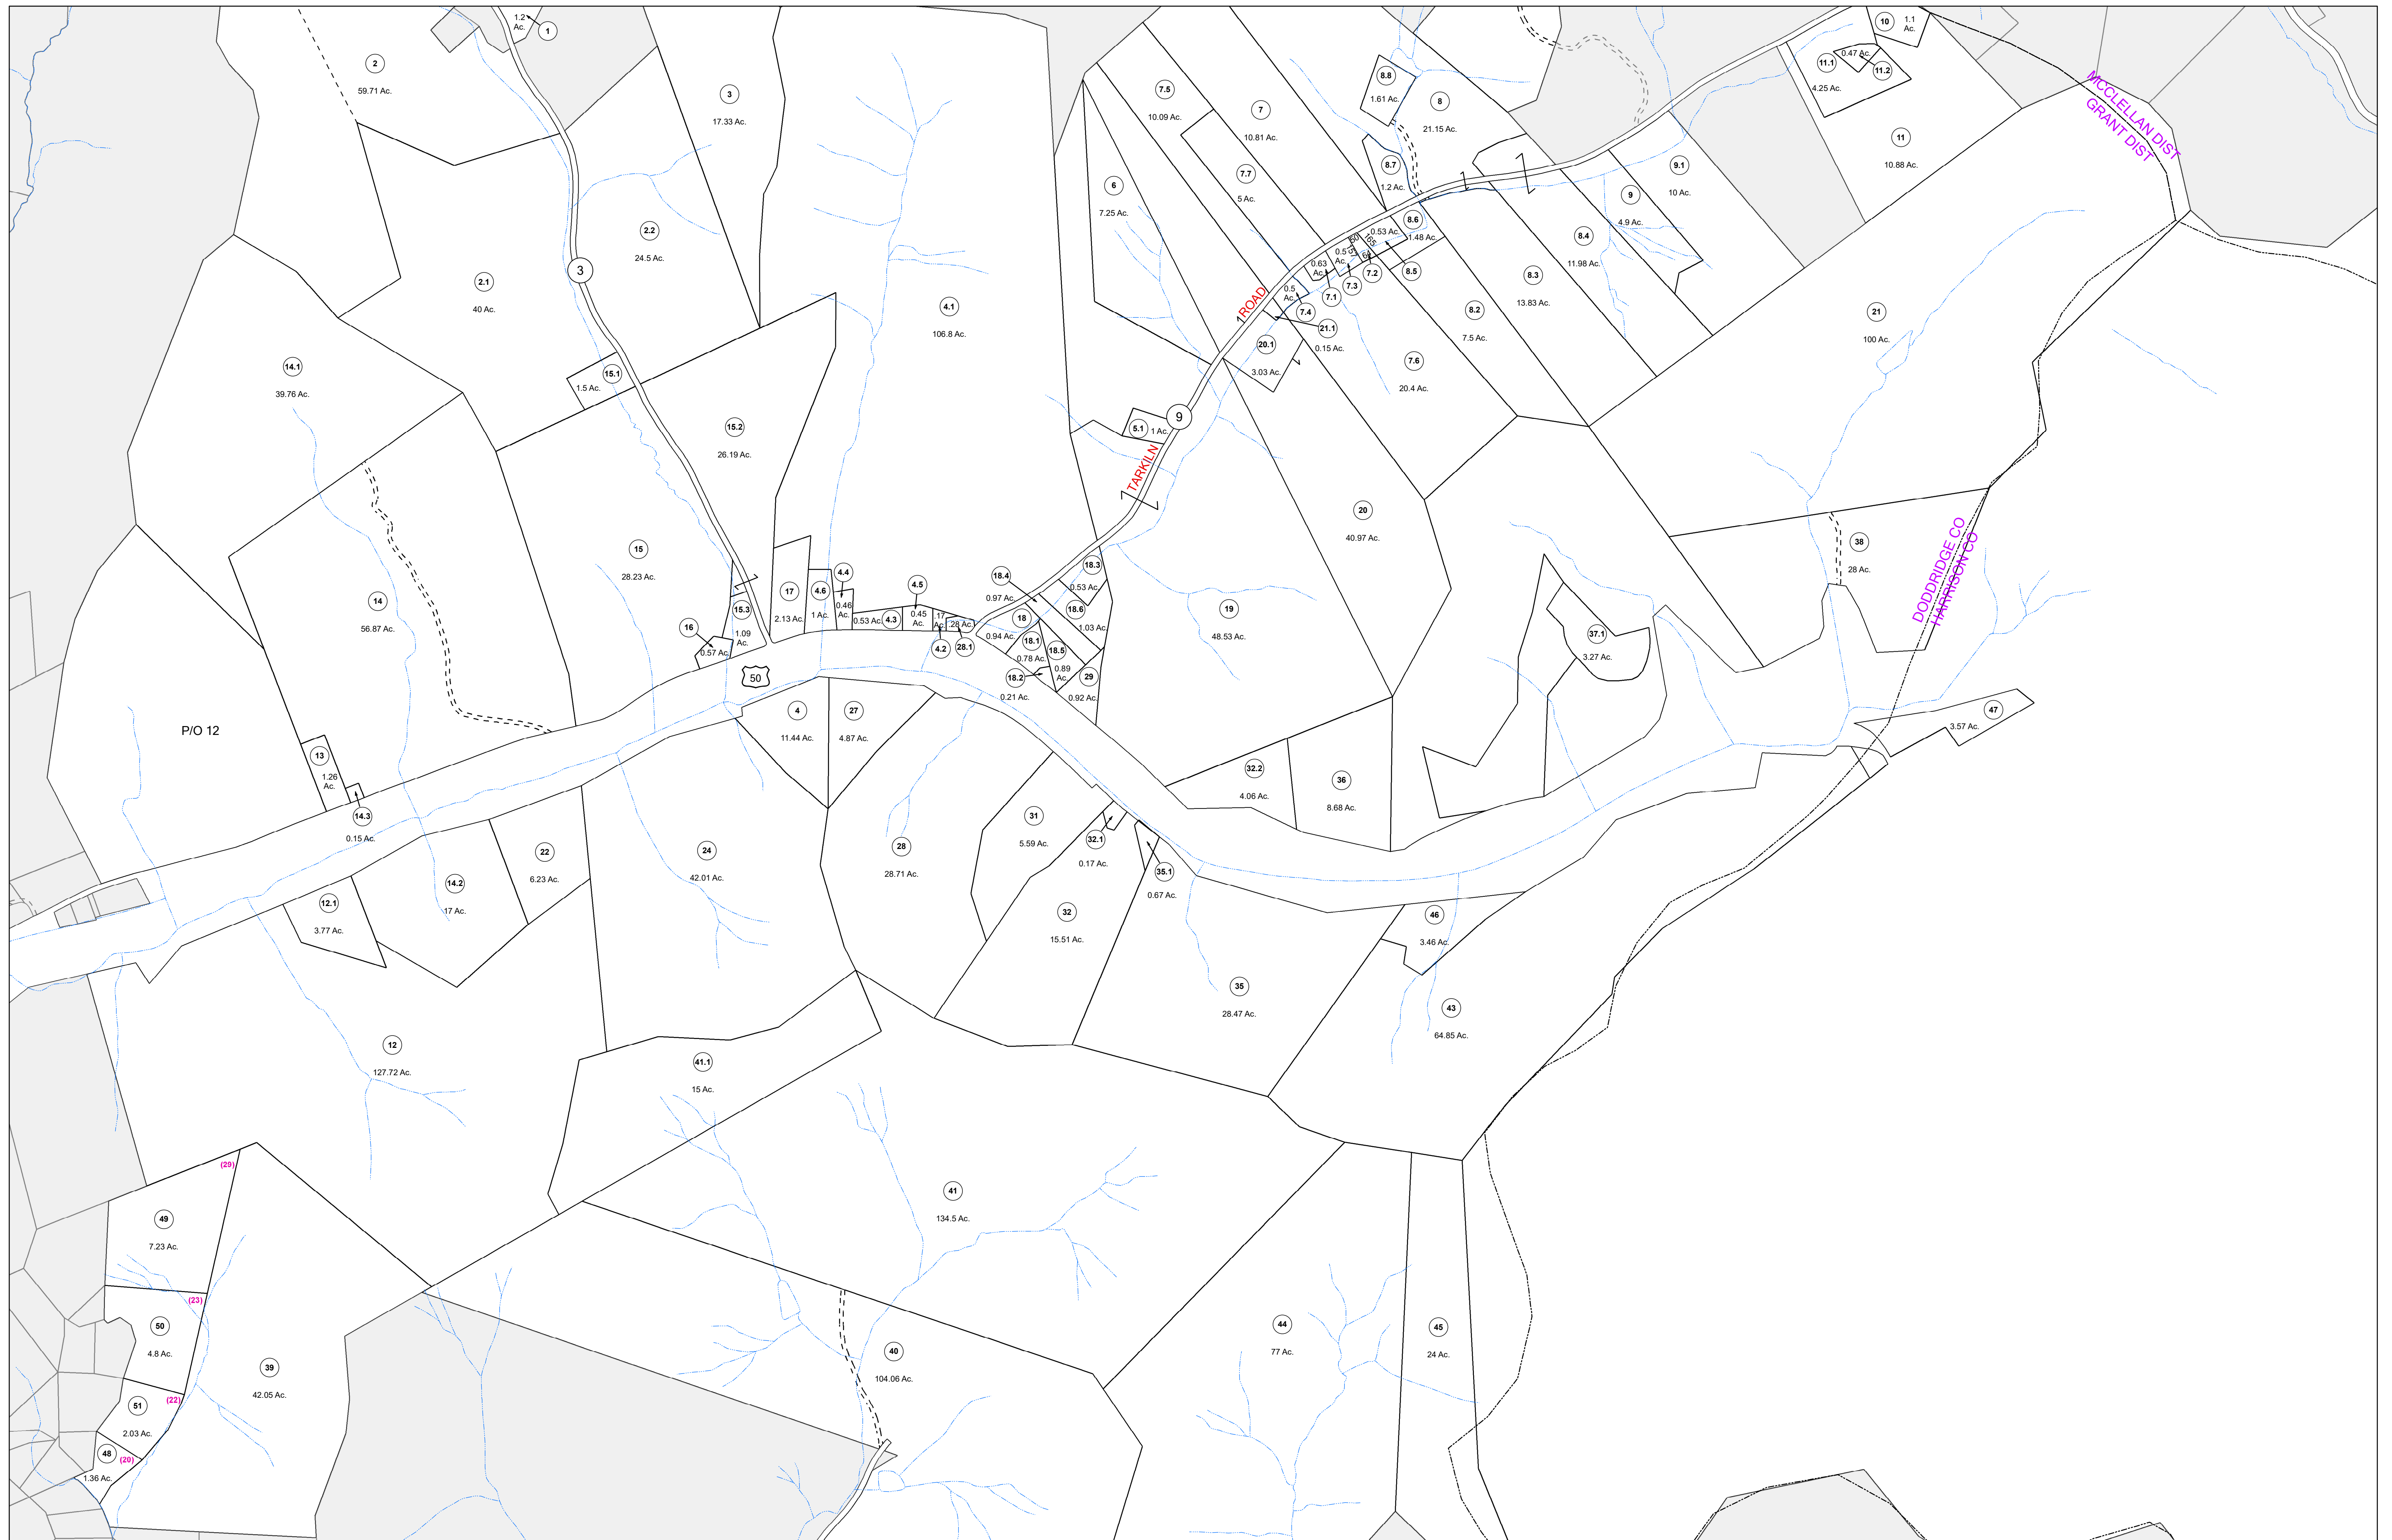 1.2
Ac.
1
2
59.71 Ac.
3
17.33 Ac.
2.2
24.5 Ac.
3
2.1
40 Ac.
14.1
39.76 Ac.
15.1
1.5 Ac.
15.2
26.19 Ac.
4.1
106.8 Ac.
6
7.25 Ac.
7.5
10.09 Ac.
7
10.81 Ac.
7.7
5 Ac.
8.8
1.61 Ac.
8
21.15 Ac.
8.7
1.2 Ac.
8.6
1.48 Ac.
0.53 Ac.
8.5
7.2
7.3
0.5
Ac.
0.63
Ac.
7.1
0.5
Ac.
7.4
21.1
0.15 Ac.
20.1
3.03 Ac.
ROAD
9
TARKILN
5.1
1 Ac.
7.6
20.4 Ac.
8.2
7.5 Ac.
8.3
13.83 Ac.
8.4
11.98 Ac.
9
4.9 Ac.
9.1
10 Ac.
10
1.1
Ac.
11.1
0.47 Ac.
11.2
4.25 Ac.
11
10.88 Ac.
MCCLELLAN DIST
GRANT DIST
21
100 Ac.
20
40.97 Ac.
38
28 Ac.
DODDRIDGE CO
HARRISON CO
14
56.87 Ac.
15
28.23 Ac.
15.3
1.09
Ac.
16
0.57 Ac.
50
17
2.13 Ac.
4.6
1 Ac.
4.4
0.46
Ac.
0.53 Ac.
4.3
4.5
0.45
Ac.
17
Ac.
4.2
.28 Ac.
28.1
18.4
0.97 Ac.
18
0.94 Ac.
18.1
0.78 Ac.
18.2
0.21 Ac.
18.5
0.89
Ac.
18.3
0.53 Ac.
18.6
1.03 Ac.
29
0.92 Ac.
19
48.53 Ac.
37.1
3.27 Ac.
47
3.57 Ac.
P/O 12
13
1.26
Ac.
14.3
0.15 Ac.
4
11.44 Ac.
27
4.87 Ac.
32.2
4.06 Ac.
36
8.68 Ac.
12.1
3.77 Ac.
14.2
17 Ac.
22
6.23 Ac.
24
42.01 Ac.
28
28.71 Ac.
31
5.59 Ac.
32.1
0.17 Ac.
35.1
0.67 Ac.
32
15.51 Ac.
35
28.47 Ac.
46
3.46 Ac.
43
64.85 Ac.
12
127.72 Ac.
41.1
15 Ac.
41
134.5 Ac.
(29)
49
7.23 Ac.
(23)
50
4.8 Ac.
(22)
51
2.03 Ac.
48
(20)
1.36 Ac.
39
42.05 Ac.
40
104.06 Ac.
44
77 Ac.
45
24 Ac.